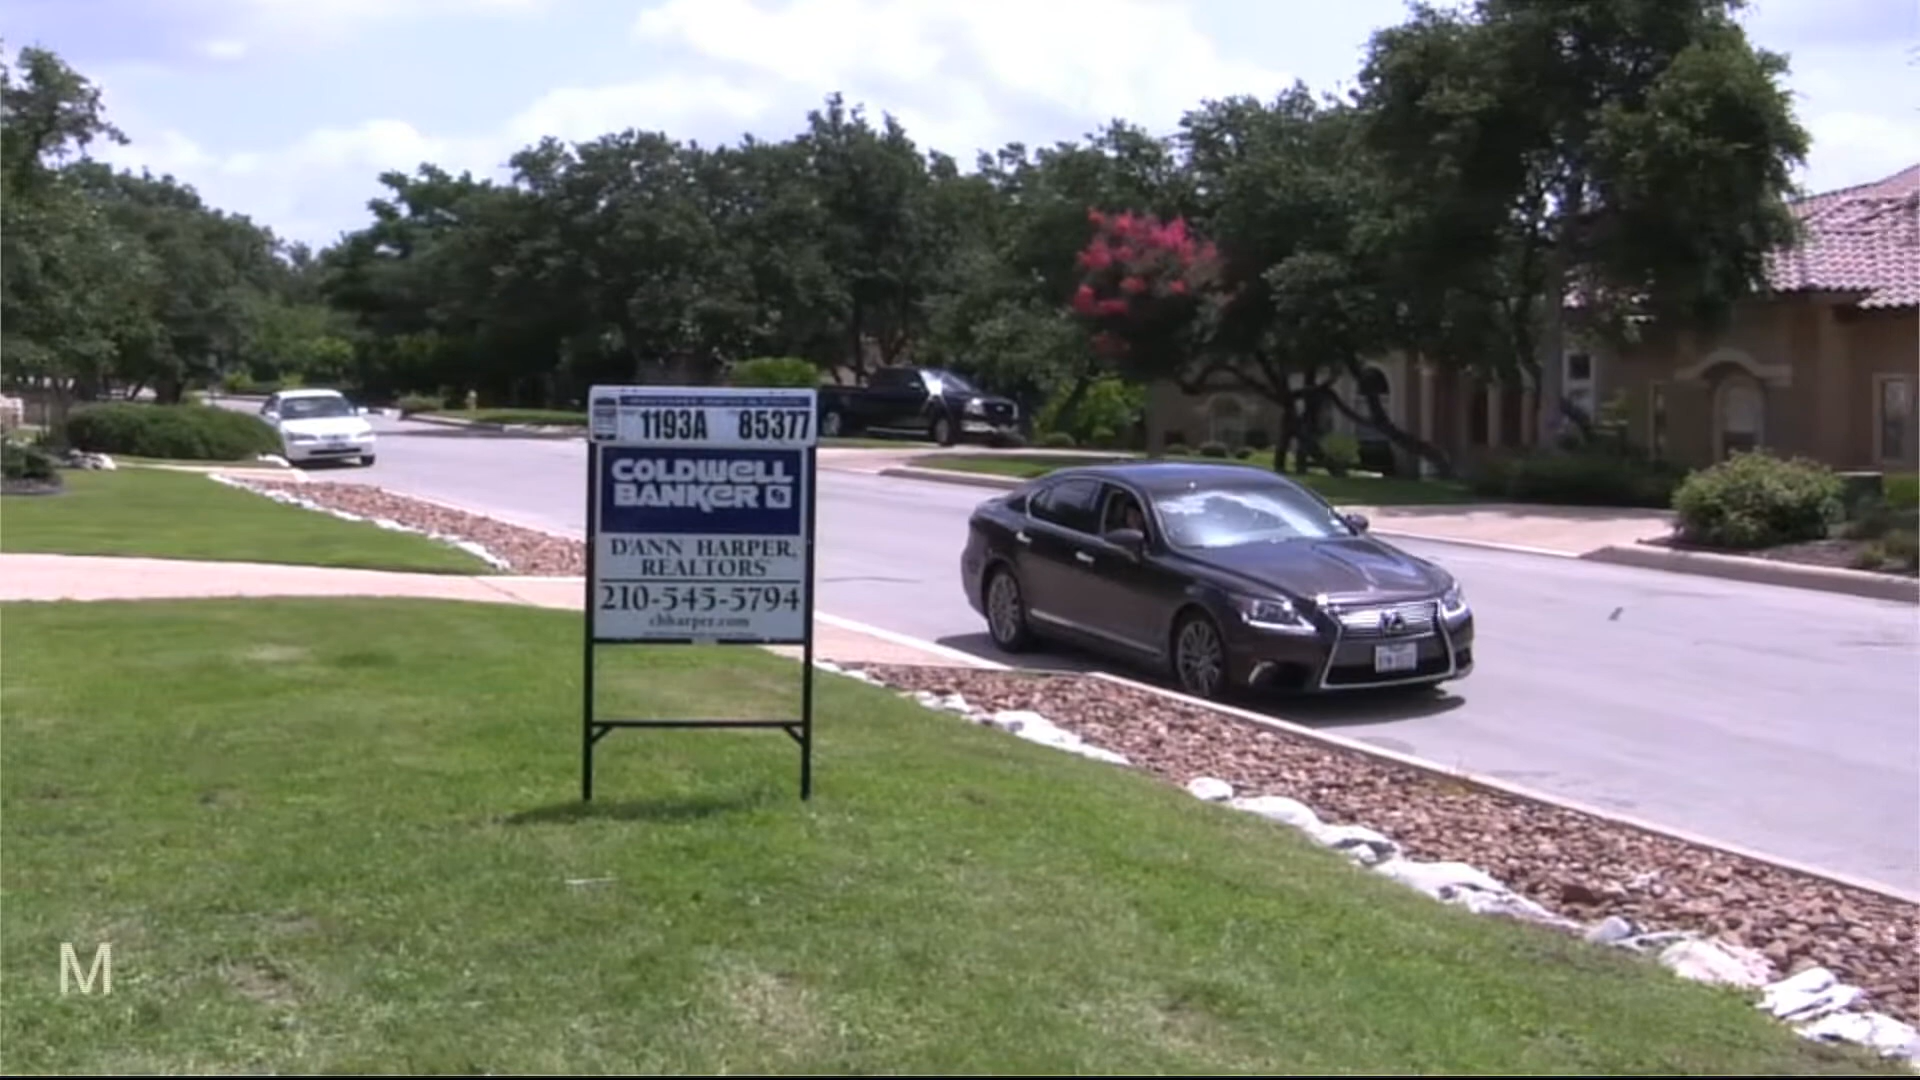 1193A 85377
COLDWELL
BANKER
D'ANN HARPER,
REALTORS
210-545-5794
cbharper.com
M